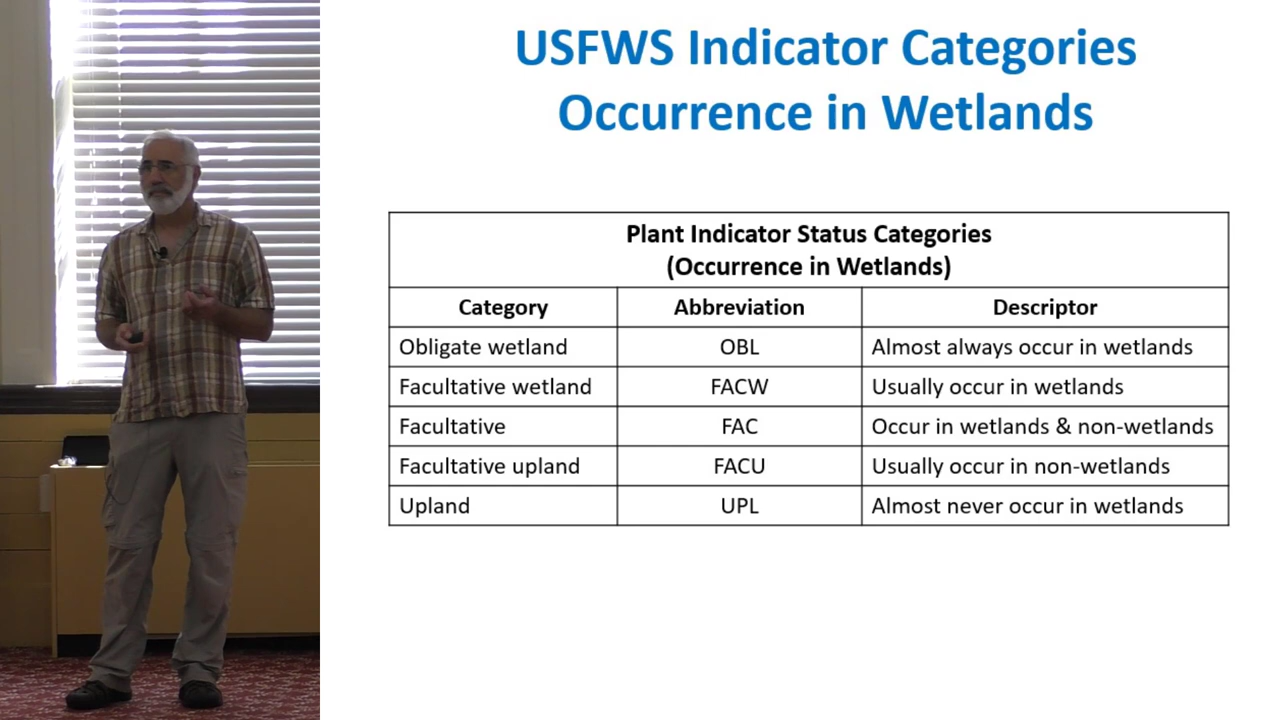 USFWS Indicator Categories
Occurrence in Wetlands
Plant Indicator Status Categories
(Occurrence in Wetlands)
Category Abbreviation Descriptor
Obligate wetland OBL Almost always occur in wetlands
Facultative wetland FACW Usually occur in wetlands
Facultative FAC Occur in wetlands & non-wetlands
Facultative upland FACU Usually occur in non-wetlands
Upland UPL Almost never occur in wetlands